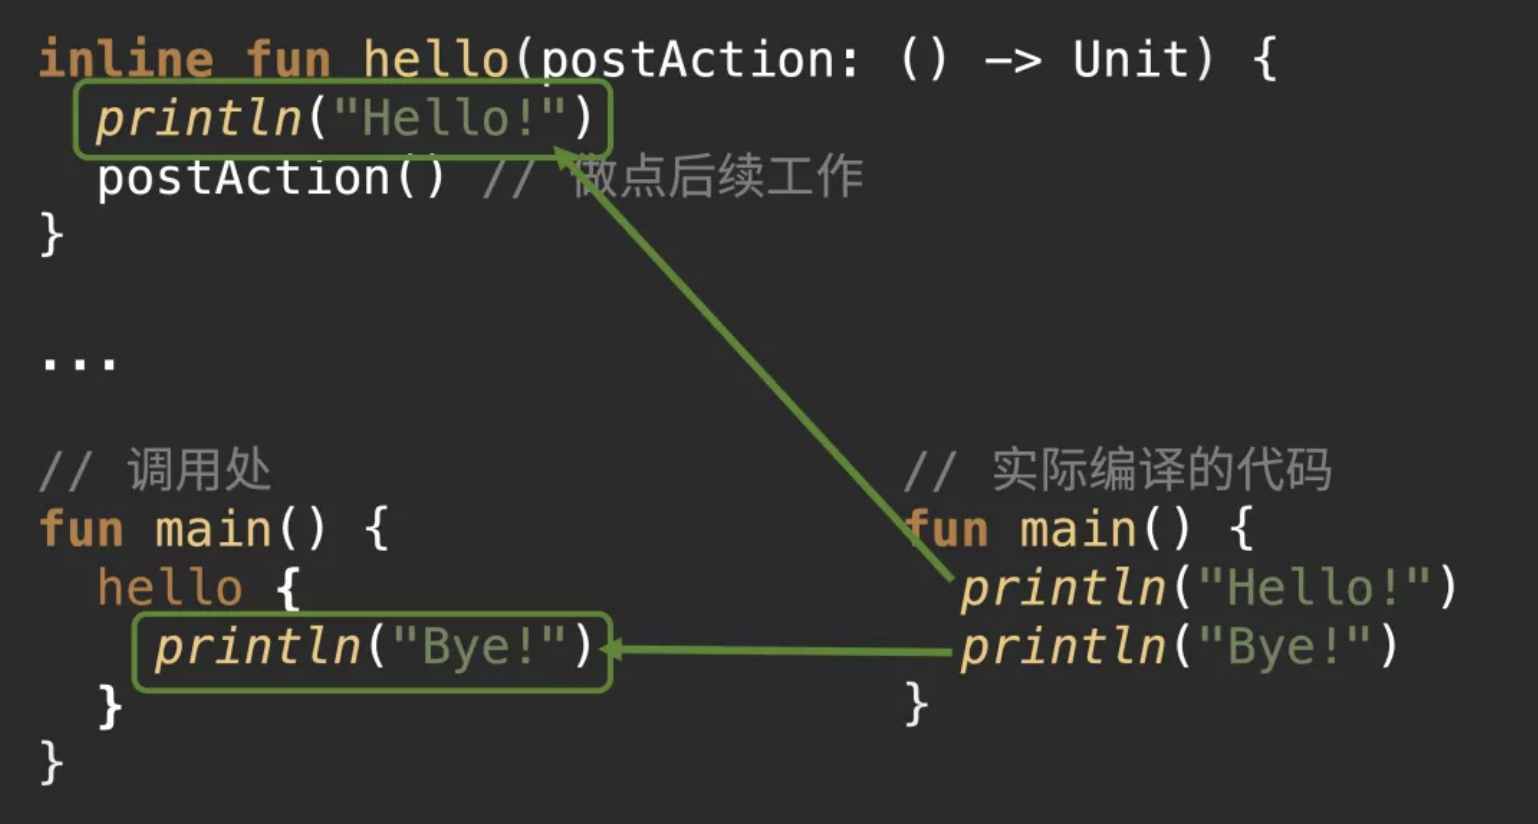 inline fun hello(postAction: () -> Unit) {
println("Hello!")
postAction() // 做点后续工作
}
...
// 调用处
fun main() {
hello {
println("Bye!")
}
}
// 实际编译的代码
fun main() {
println("Hello!")
println("Bye!")
}